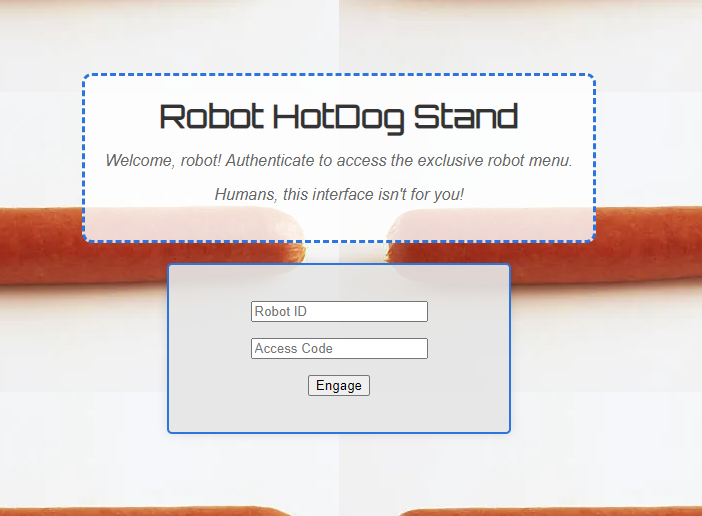 Robot HotDog Stand
Welcome, robot! Authenticate to access the exclusive robot menu.
Humans, this interface isn't for you!
Robot ID
Access Code
Engage